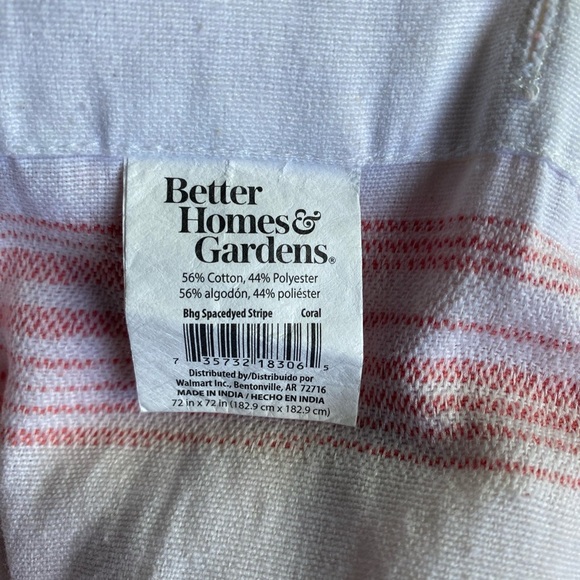 Better
Homes&
Gardens®
56% Cotton, 44% Polyester
56% algodón, 44% poliéster
Bhg Spacedyed Stripe Coral
7 35732 18306 5
Distributed by/Distribuido por
Walmart Inc., Bentonville, AR 72716
MADE IN INDIA / HECHO EN INDIA
72 in x 72 in (182.9 cm x 182.9 cm)